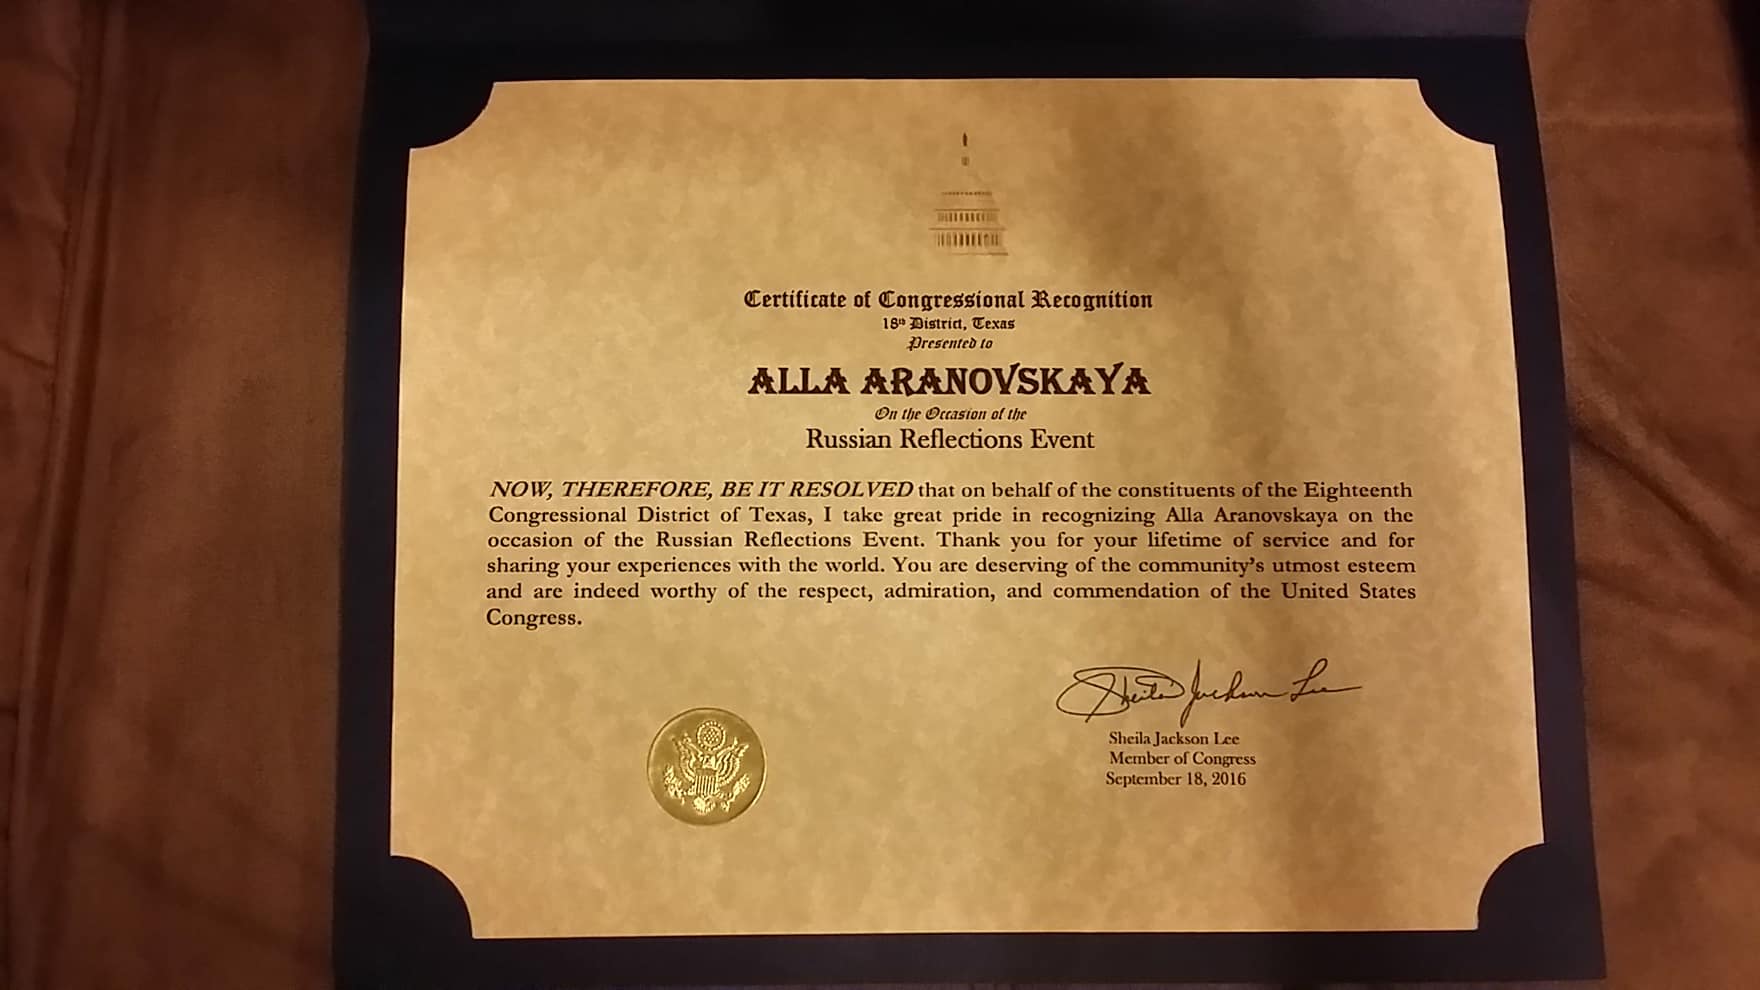 Certificate of Congressional Recognition
18th District, Texas
Presented to
ALLA ARANOVSKAYA
On the Occasion of the
Russian Reflections Event
NOW, THEREFORE, BE IT RESOLVED that on behalf of the constituents of the Eighteenth
Congressional District of Texas, I take great pride in recognizing Alla Aranovskaya on the
occasion of the Russian Reflections Event. Thank you for your lifetime of service and for
sharing your experiences with the world. You are deserving of the community's utmost esteem
and are indeed worthy of the respect, admiration, and commendation of the United States
Congress.
Sheila Jackson Lee
Sheila Jackson Lee
Member of Congress
September 18, 2016